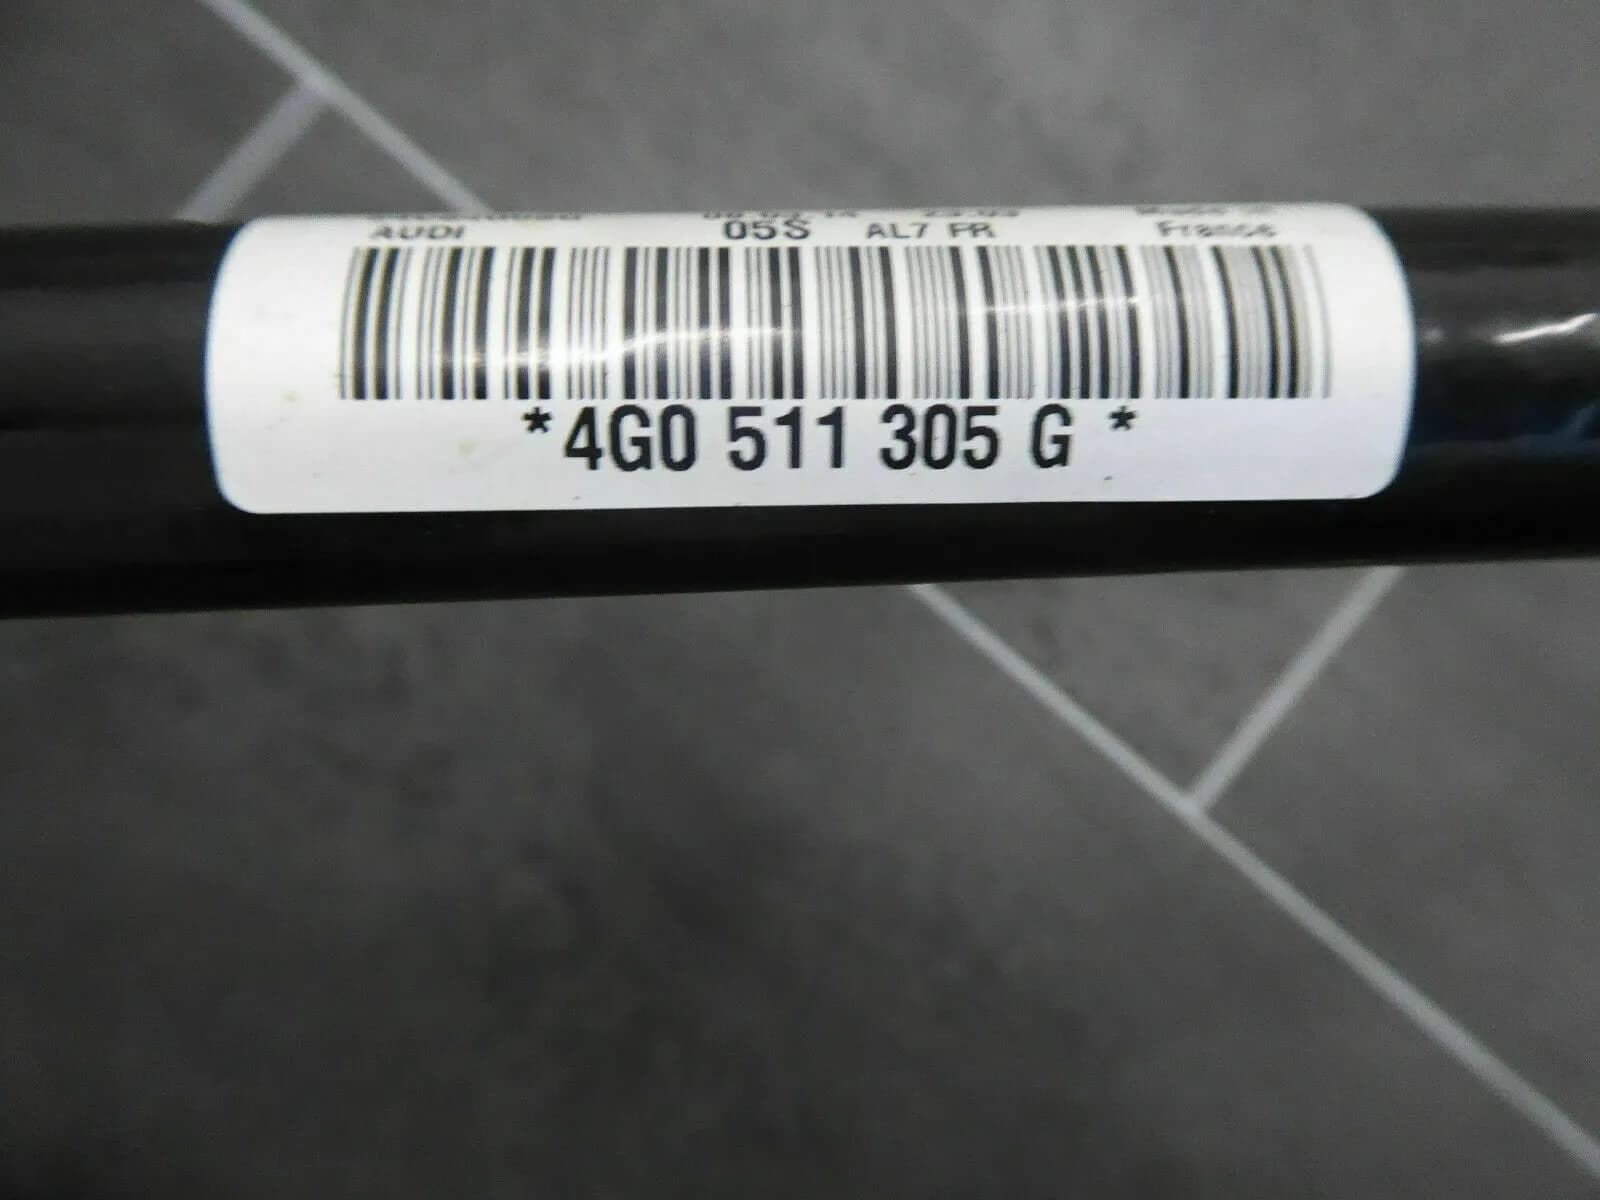 AUDI 05S AL7 FR France
*4G0 511 305 G *